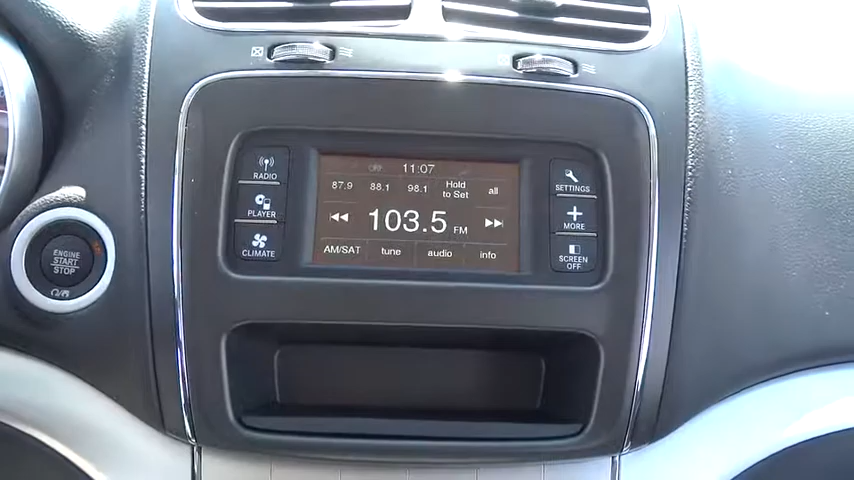 11:07
RADIO
87.9 88.1 98.1 Hold to Set all
SETTINGS
PLAYER
103.5 FM
MORE
CLIMATE
AM/SAT tune audio info
SCREEN OFF
ENGINE
START
STOP